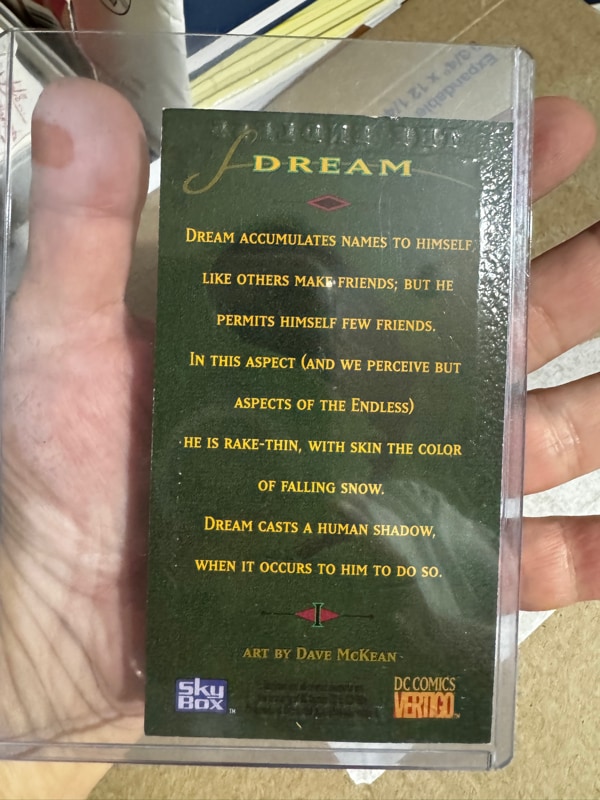 DREAM
DREAM ACCUMULATES NAMES TO HIMSELF
LIKE OTHERS MAKE FRIENDS; BUT HE
PERMITS HIMSELF FEW FRIENDS.
IN THIS ASPECT (AND WE PERCEIVE BUT
ASPECTS OF THE ENDLESS)
HE IS RAKE-THIN, WITH SKIN THE COLOR
OF FALLING SNOW.
DREAM CASTS A HUMAN SHADOW,
WHEN IT OCCURS TO HIM TO DO SO.
I
ART BY DAVE MCKEAN
SKY
BOX™
DC COMICS
VERTIGO™
Expandable